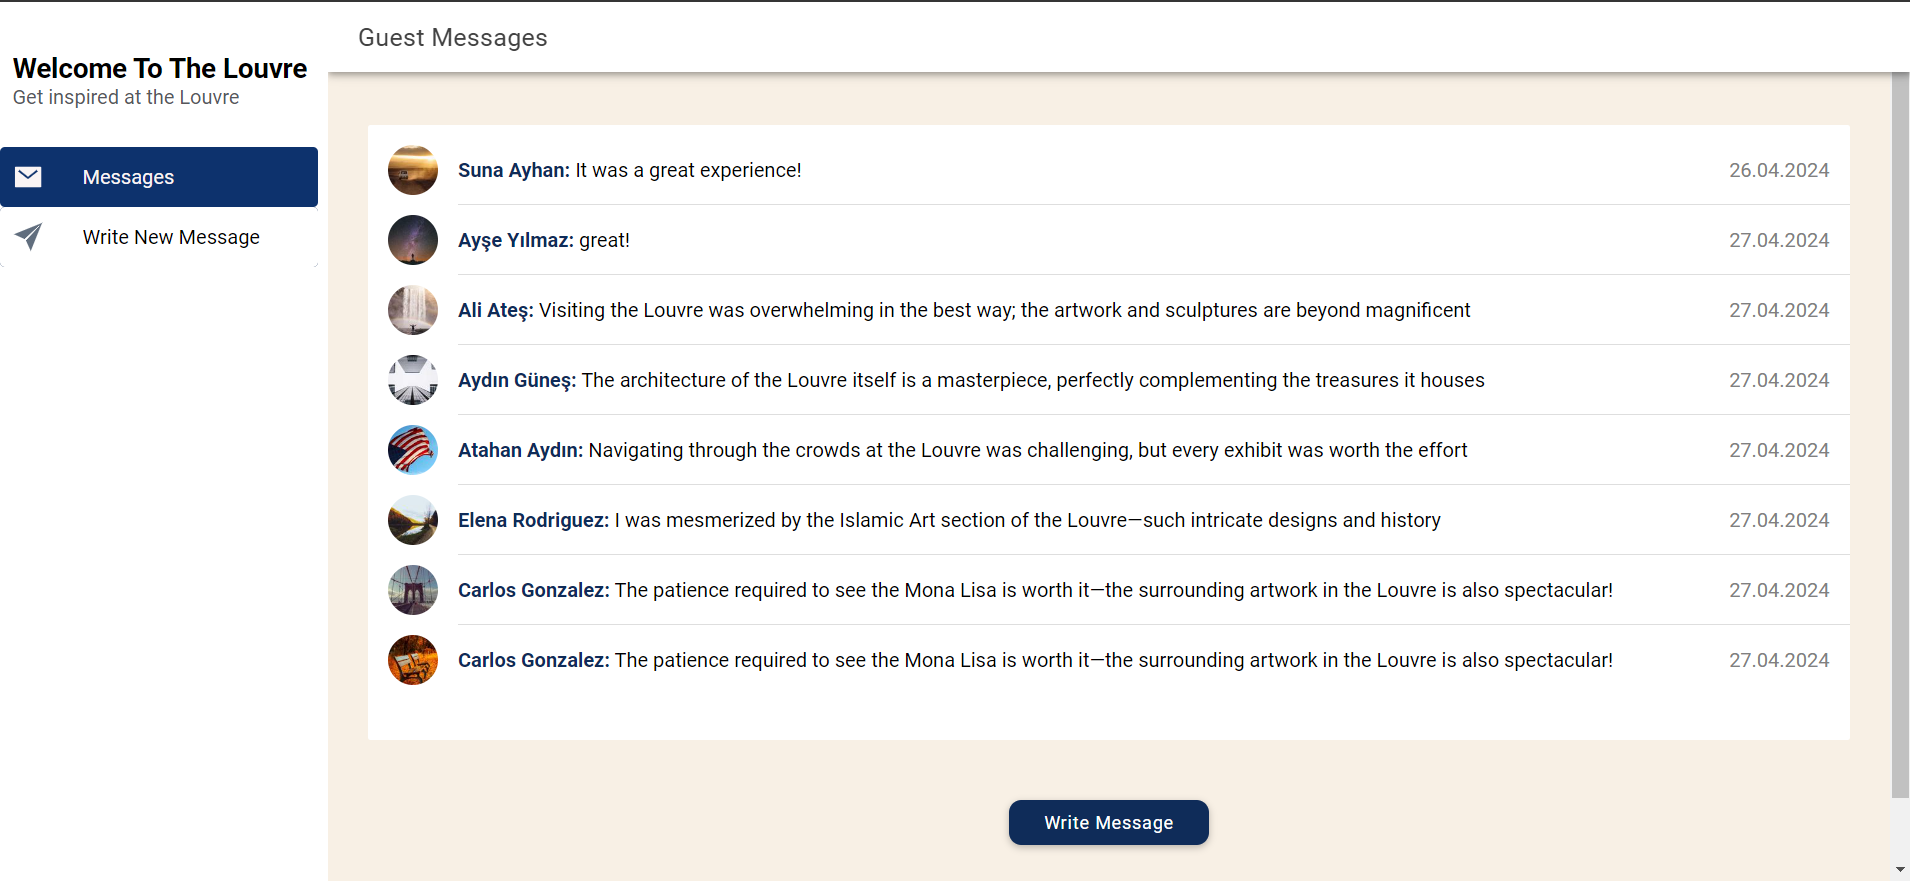 Guest Messages
Welcome To The Louvre
Get inspired at the Louvre
Messages
Write New Message
Suna Ayhan: It was a great experience! 26.04.2024
Ayşe Yılmaz: great! 27.04.2024
Ali Ateş: Visiting the Louvre was overwhelming in the best way; the artwork and sculptures are beyond magnificent 27.04.2024
Aydın Güneş: The architecture of the Louvre itself is a masterpiece, perfectly complementing the treasures it houses 27.04.2024
Atahan Aydın: Navigating through the crowds at the Louvre was challenging, but every exhibit was worth the effort 27.04.2024
Elena Rodriguez: I was mesmerized by the Islamic Art section of the Louvre—such intricate designs and history 27.04.2024
Carlos Gonzalez: The patience required to see the Mona Lisa is worth it—the surrounding artwork in the Louvre is also spectacular! 27.04.2024
Carlos Gonzalez: The patience required to see the Mona Lisa is worth it—the surrounding artwork in the Louvre is also spectacular! 27.04.2024
Write Message